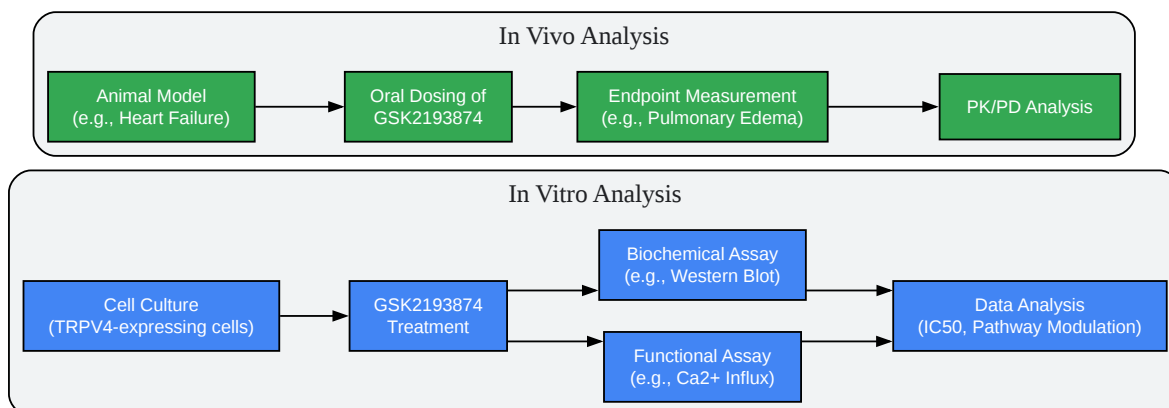 In Vivo Analysis
Animal Model
(e.g., Heart Failure)
Oral Dosing of
GSK2193874
Endpoint Measurement
(e.g., Pulmonary Edema)
PK/PD Analysis
In Vitro Analysis
Cell Culture
(TRPV4-expressing cells)
GSK2193874
Treatment
Biochemical Assay
(e.g., Western Blot)
Functional Assay
(e.g., Ca2+ Influx)
Data Analysis
(IC50, Pathway Modulation)